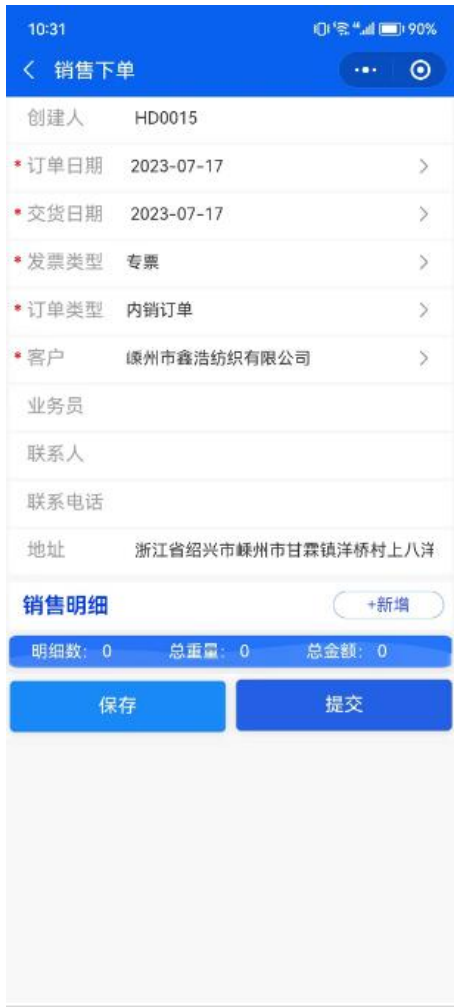 10:31 90%
销售下单
创建人 HD0015
*订单日期 2023-07-17
*交货日期 2023-07-17
*发票类型 专票
*订单类型 内销订单
*客户 嵊州市鑫浩纺织有限公司
业务员
联系人
联系电话
地址 浙江省绍兴市嵊州市甘霖镇洋桥村上八洋
销售明细 +新增
明细数: 0 总重量: 0 总金额: 0
保存 提交